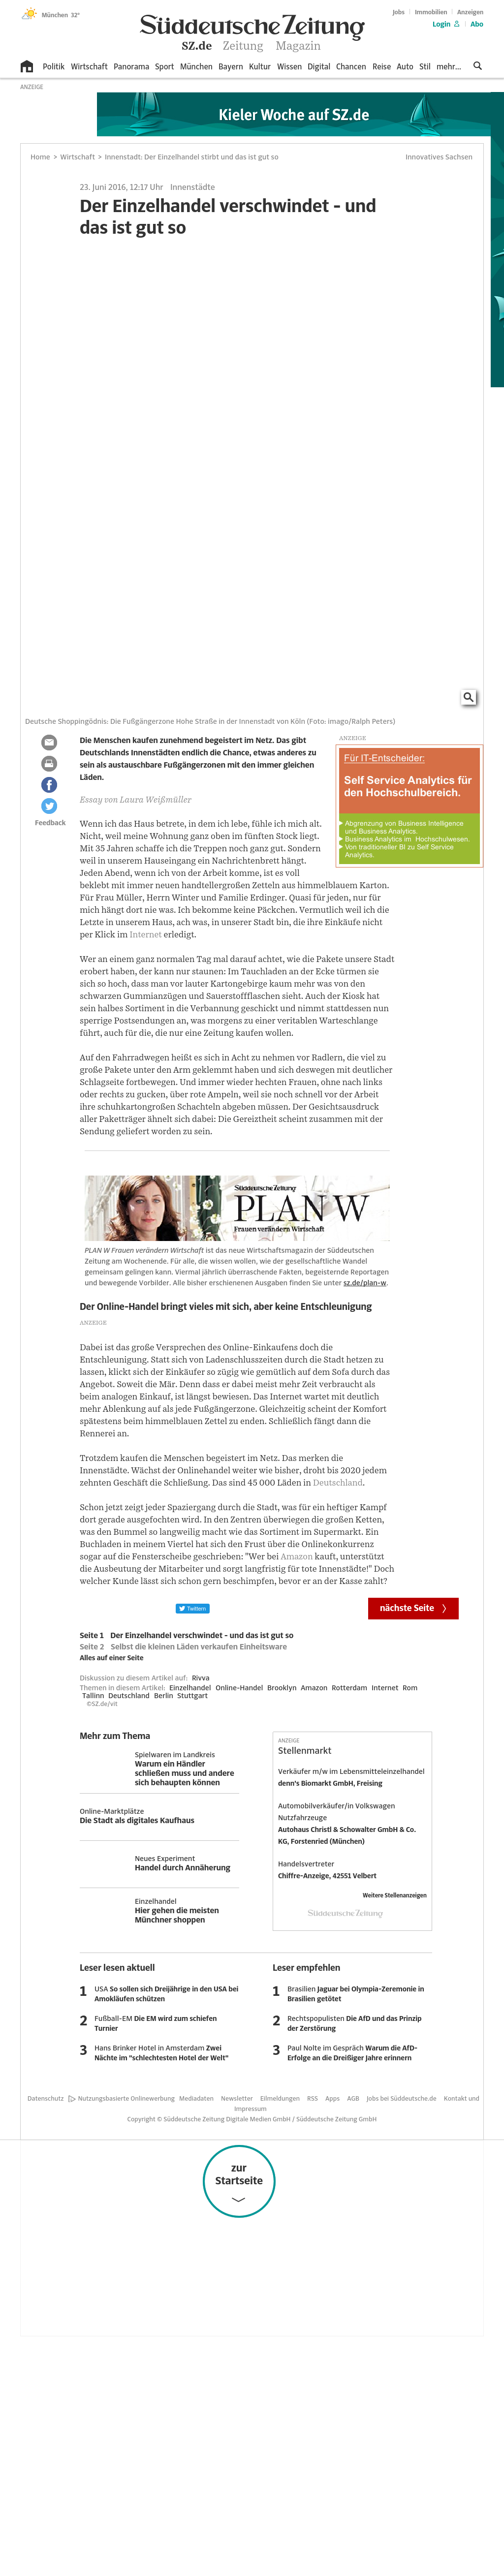 München 32°
Jobs Immobilien Anzeigen
Süddeutsche Zeitung
Login Abo
SZ.de Zeitung Magazin
Politik Wirtschaft Panorama Sport München Bayern Kultur Wissen Digital Chancen Reise Auto Stil mehr...
ANZEIGE
Kieler Woche auf SZ.de
Home > Wirtschaft > Innenstadt: Der Einzelhandel stirbt und das ist gut so
Innovatives Sachsen
23. Juni 2016, 12:17 Uhr Innenstädte
Der Einzelhandel verschwindet - und
das ist gut so
Deutsche Shoppingödnis: Die Fußgängerzone Hohe Straße in der Innenstadt von Köln (Foto: imago/Ralph Peters)
Feedback
Die Menschen kaufen zunehmend begeistert im Netz. Das gibt
Deutschlands Innenstädten endlich die Chance, etwas anderes zu
sein als austauschbare Fußgängerzonen mit den immer gleichen
Läden.
Essay von Laura Weißmüller
ANZEIGE
Für IT-Entscheider:
Self Service Analytics für
den Hochschulbereich.
Abgrenzung von Business Intelligence
und Business Analytics.
Business Analytics im Hochschulwesen.
Von traditioneller BI zu Self Service
Analytics.
Wenn ich das Haus betrete, in dem ich lebe, fühle ich mich alt.
Nicht, weil meine Wohnung ganz oben im fünften Stock liegt.
Mit 35 Jahren schaffe ich die Treppen noch ganz gut. Sondern
weil in unserem Hauseingang ein Nachrichtenbrett hängt.
Jeden Abend, wenn ich von der Arbeit komme, ist es voll
beklebt mit immer neuen handtellergroßen Zetteln aus himmelblauem Karton.
Für Frau Müller, Herrn Winter und Familie Erdinger. Quasi für jeden, nur für
mich hängt dort nie was. Ich bekomme keine Päckchen. Vermutlich weil ich die
Letzte in unserem Haus, ach was, in unserer Stadt bin, die ihre Einkäufe nicht
per Klick im Internet erledigt.
Wer an einem ganz normalen Tag mal darauf achtet, wie die Pakete unsere Stadt
erobert haben, der kann nur staunen: Im Tauchladen an der Ecke türmen sie
sich so hoch, dass man vor lauter Kartongebirge kaum mehr was von den
schwarzen Gummianzügen und Sauerstoffflaschen sieht. Auch der Kiosk hat
sein halbes Sortiment in die Verbannung geschickt und nimmt stattdessen nun
sperrige Postsendungen an, was morgens zu einer veritablen Warteschlange
führt, auch für die, die nur eine Zeitung kaufen wollen.
Auf den Fahrradwegen heißt es sich in Acht zu nehmen vor Radlern, die viel zu
große Pakete unter den Arm geklemmt haben und sich deswegen mit deutlicher
Schlagseite fortbewegen. Und immer wieder hechten Frauen, ohne nach links
oder rechts zu gucken, über rote Ampeln, weil sie noch schnell vor der Arbeit
ihre schuhkartongroßen Schachteln abgeben müssen. Der Gesichtsausdruck
aller Paketträger ähnelt sich dabei: Die Gereiztheit scheint zusammen mit der
Sendung geliefert worden zu sein.
Süddeutsche Zeitung
PLAN W
Frauen verändern Wirtschaft
PLAN W Frauen verändern Wirtschaft ist das neue Wirtschaftsmagazin der Süddeutschen
Zeitung am Wochenende. Für alle, die wissen wollen, wie der gesellschaftliche Wandel
gemeinsam gelingen kann. Viermal jährlich überraschende Fakten, begeisternde Reportagen
und bewegende Vorbilder. Alle bisher erschienenen Ausgaben finden Sie unter sz.de/plan-w.
Der Online-Handel bringt vieles mit sich, aber keine Entschleunigung
ANZEIGE
Dabei ist das große Versprechen des Online-Einkaufens doch die
Entschleunigung. Statt sich von Ladenschlusszeiten durch die Stadt hetzen zu
lassen, klickt sich der Einkäufer so zügig wie gemütlich auf dem Sofa durch das
Angebot. Soweit die Mär. Denn dass er dabei meist mehr Zeit verbraucht als
beim analogen Einkauf, ist längst bewiesen. Das Internet wartet mit deutlich
mehr Ablenkung auf als jede Fußgängerzone. Gleichzeitig scheint der Komfort
spätestens beim himmelblauen Zettel zu enden. Schließlich fängt dann die
Rennerei an.
Trotzdem kaufen die Menschen begeistert im Netz. Das merken die
Innenstädte. Wächst der Onlinehandel weiter wie bisher, droht bis 2020 jedem
zehnten Geschäft die Schließung. Das sind 45 000 Läden in Deutschland.
Schon jetzt zeigt jeder Spaziergang durch die Stadt, was für ein heftiger Kampf
dort gerade ausgefochten wird. In den Zentren überwiegen die großen Ketten,
was den Bummel so langweilig macht wie das Sortiment im Supermarkt. Ein
Buchladen in meinem Viertel hat sich den Frust über die Onlinekonkurrenz
sogar auf die Fensterscheibe geschrieben: "Wer bei Amazon kauft, unterstützt
die Ausbeutung der Mitarbeiter und sorgt langfristig für tote Innenstädte!" Doch
welcher Kunde lässt sich schon gern beschimpfen, bevor er an der Kasse zahlt?
Twittern
nächste Seite
Seite 1 Der Einzelhandel verschwindet - und das ist gut so
Seite 2 Selbst die kleinen Läden verkaufen Einheitsware
Alles auf einer Seite
Diskussion zu diesem Artikel auf: Rivva
Themen in diesem Artikel: Einzelhandel Online-Handel Brooklyn Amazon Rotterdam Internet Rom
Tallinn Deutschland Berlin Stuttgart
©SZ.de/vit
Mehr zum Thema
Spielwaren im Landkreis
Warum ein Händler
schließen muss und andere
sich behaupten können
Online-Marktplätze
Die Stadt als digitales Kaufhaus
Neues Experiment
Handel durch Annäherung
Einzelhandel
Hier gehen die meisten
Münchner shoppen
ANZEIGE
Stellenmarkt
Verkäufer m/w im Lebensmitteleinzelhandel
denn's Biomarkt GmbH, Freising
Automobilverkäufer/in Volkswagen
Nutzfahrzeuge
Autohaus Christl & Schowalter GmbH & Co.
KG, Forstenried (München)
Handelsvertreter
Chiffre-Anzeige, 42551 Velbert
Weitere Stellenanzeigen
Süddeutsche Zeitung
Leser lesen aktuell
1 USA So sollen sich Dreijährige in den USA bei
Amokläufen schützen
2 Fußball-EM Die EM wird zum schiefen
Turnier
3 Hans Brinker Hotel in Amsterdam Zwei
Nächte im "schlechtesten Hotel der Welt"
Leser empfehlen
1 Brasilien Jaguar bei Olympia-Zeremonie in
Brasilien getötet
2 Rechtspopulisten Die AfD und das Prinzip
der Zerstörung
3 Paul Nolte im Gespräch Warum die AfD-
Erfolge an die Dreißiger Jahre erinnern
Datenschutz Nutzungsbasierte Onlinewerbung Mediadaten Newsletter Eilmeldungen RSS Apps AGB Jobs bei Süddeutsche.de Kontakt und
Impressum
Copyright © Süddeutsche Zeitung Digitale Medien GmbH / Süddeutsche Zeitung GmbH
zur
Startseite